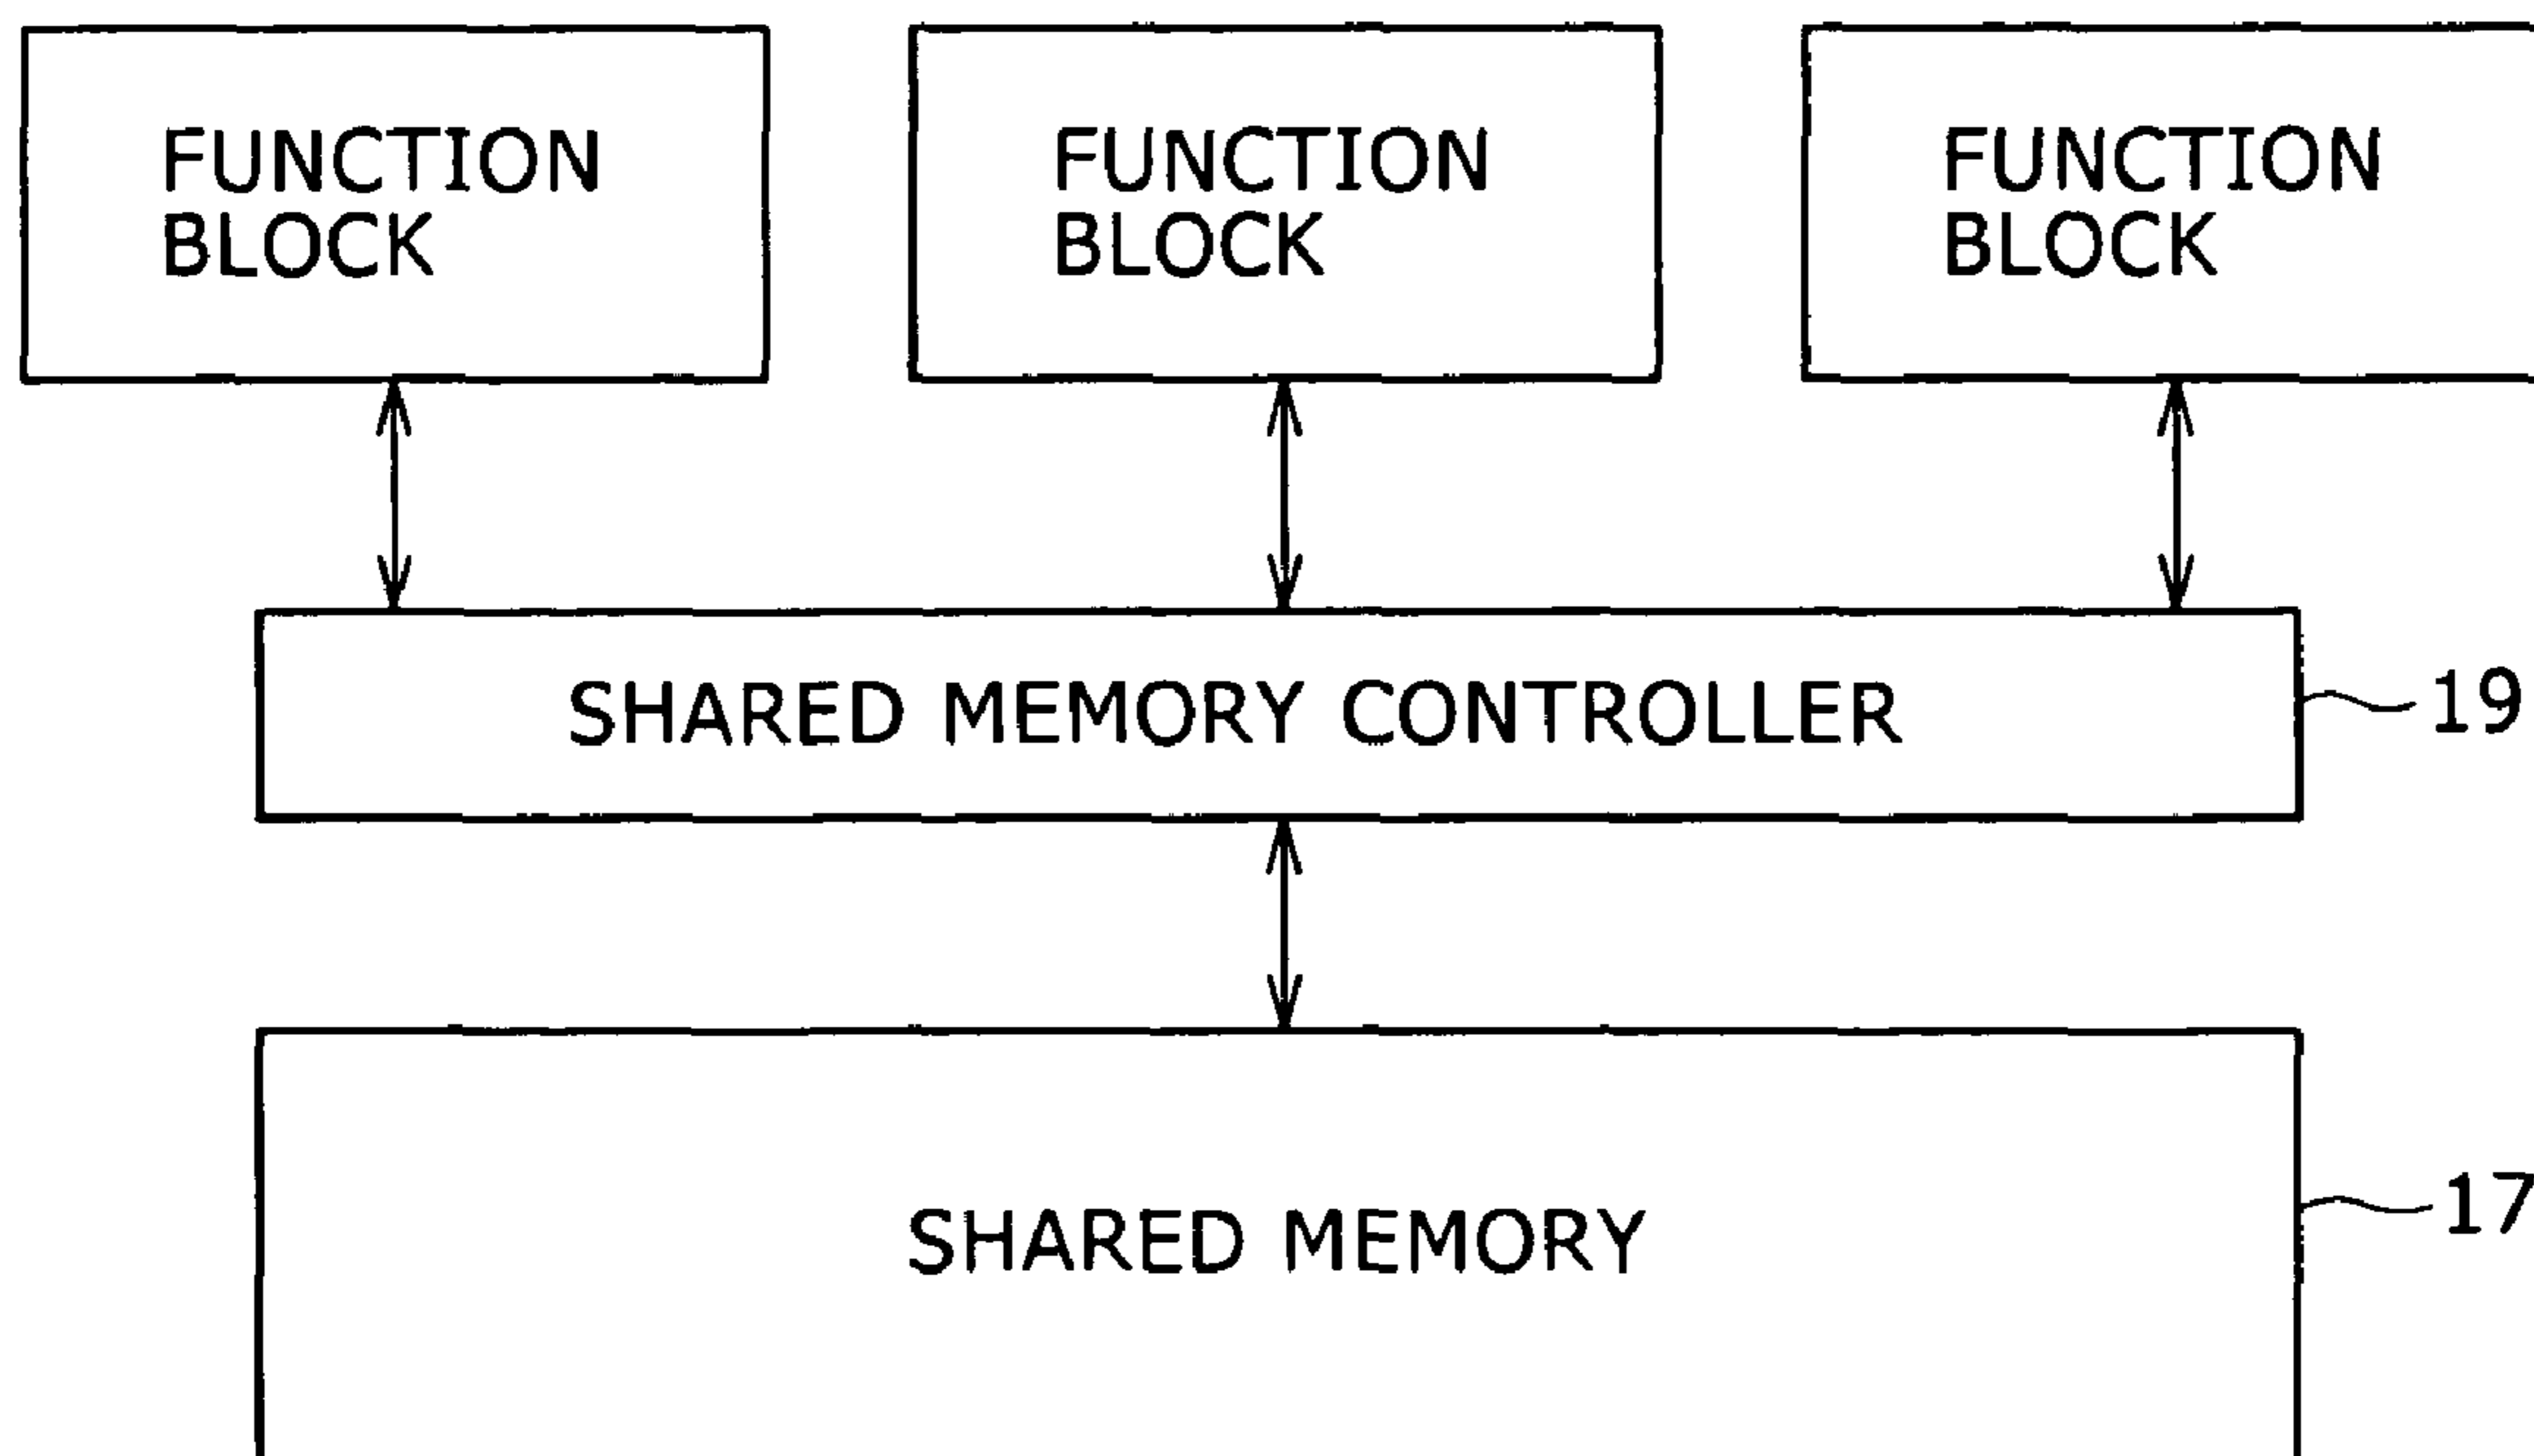 FUNCTION
BLOCK
FUNCTION
BLOCK
FUNCTION
BLOCK
SHARED MEMORY CONTROLLER
19
SHARED MEMORY
17